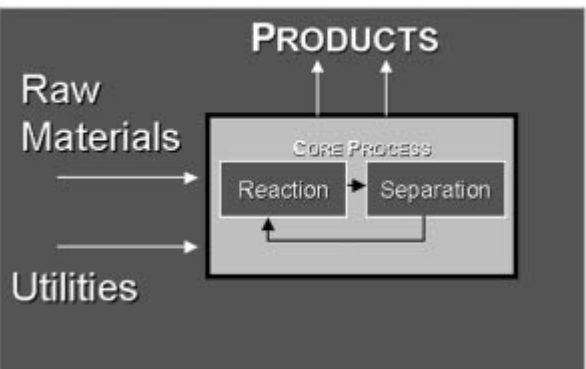 PRODUCTS
Raw
Materials
CORE PROCESS
Reaction
Separation
Utilities